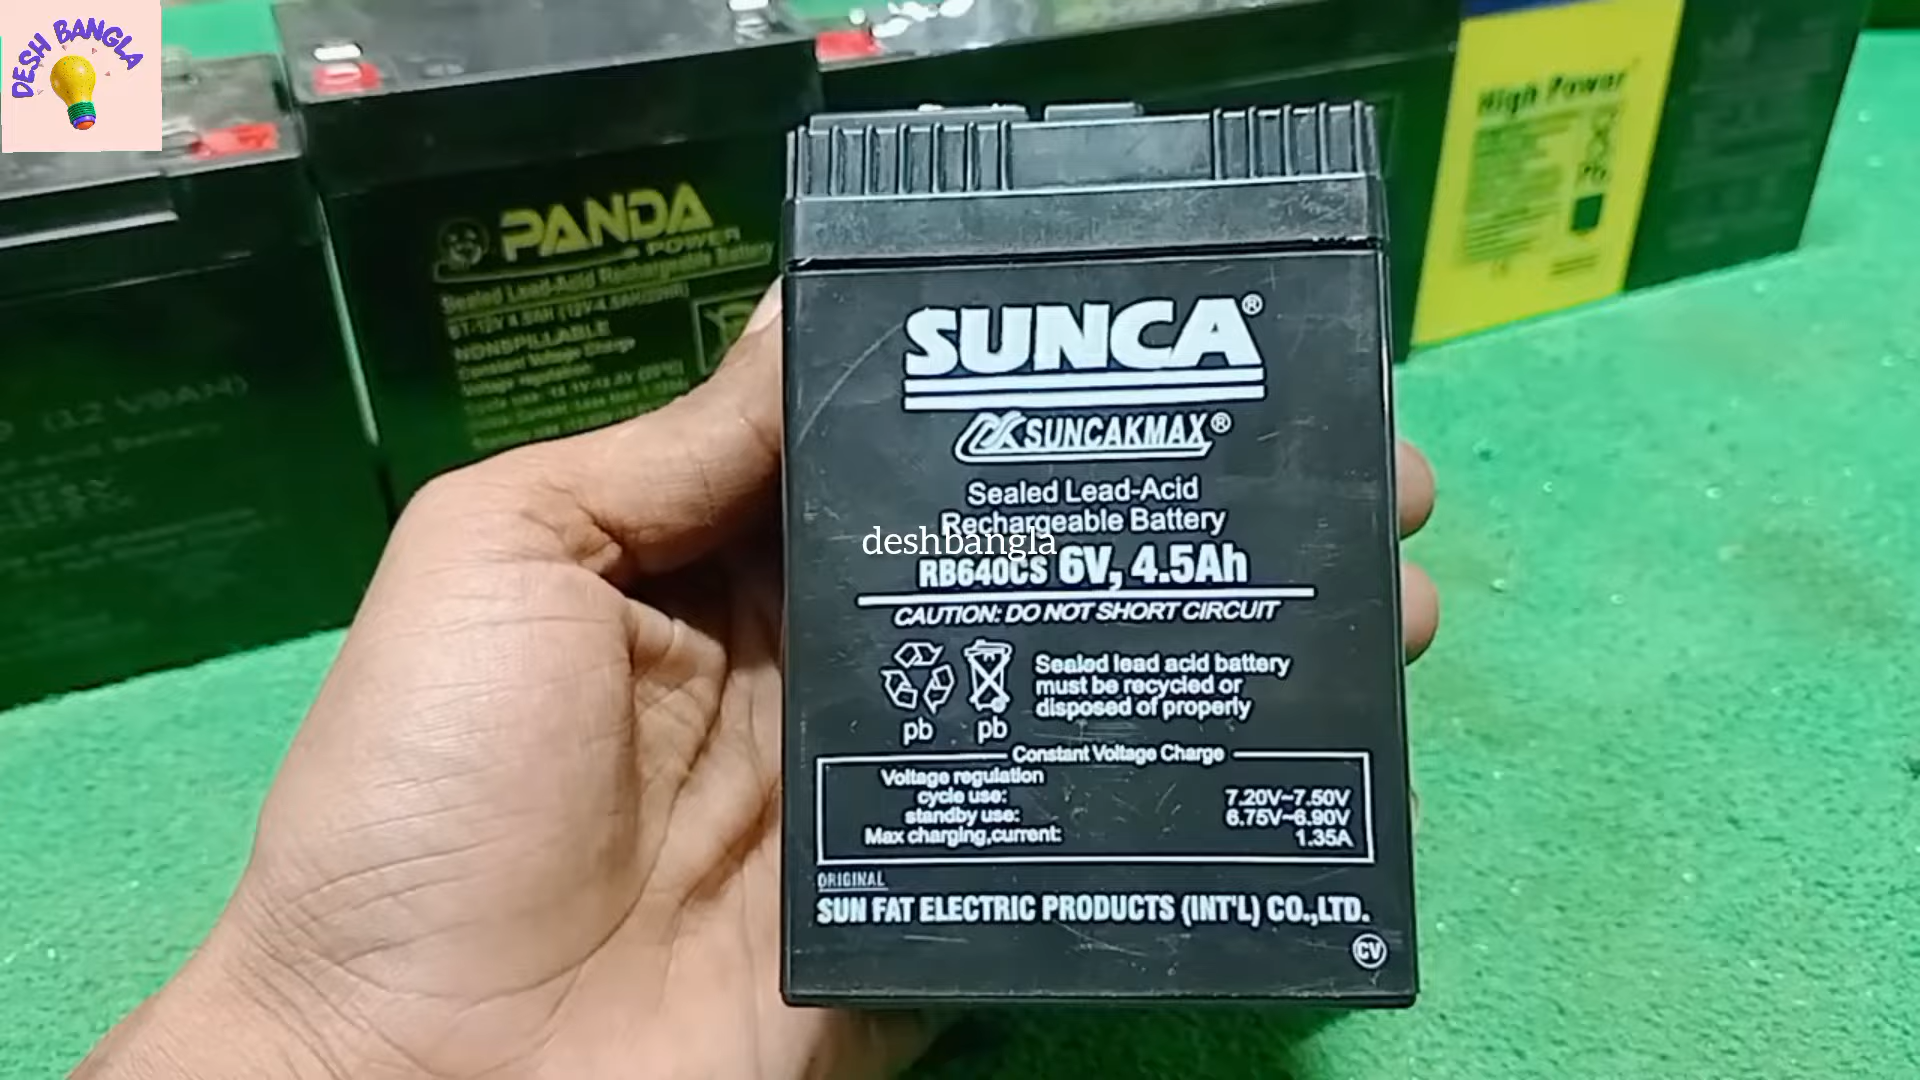 DESH BANGLA
High Power
PANDA
POWER
Sealed Lead-Acid Rechargeable Battery
NONSPILLABLE
Constant Voltage Charge
Voltage regulation
SUNCA®
SUNCAKMAX®
Sealed Lead-Acid
Rechargeable Battery
deshbangla
RB640CS 6V, 4.5Ah
CAUTION: DO NOT SHORT CIRCUIT
Sealed lead acid battery
must be recycled or
disposed of properly
pb pb
Constant Voltage Charge
Voltage regulation
cycle use: 7.20V~7.50V
standby use: 6.75V~6.90V
Max charging,current: 1.35A
ORIGINAL
SUN FAT ELECTRIC PRODUCTS (INT'L) CO.,LTD.
CV